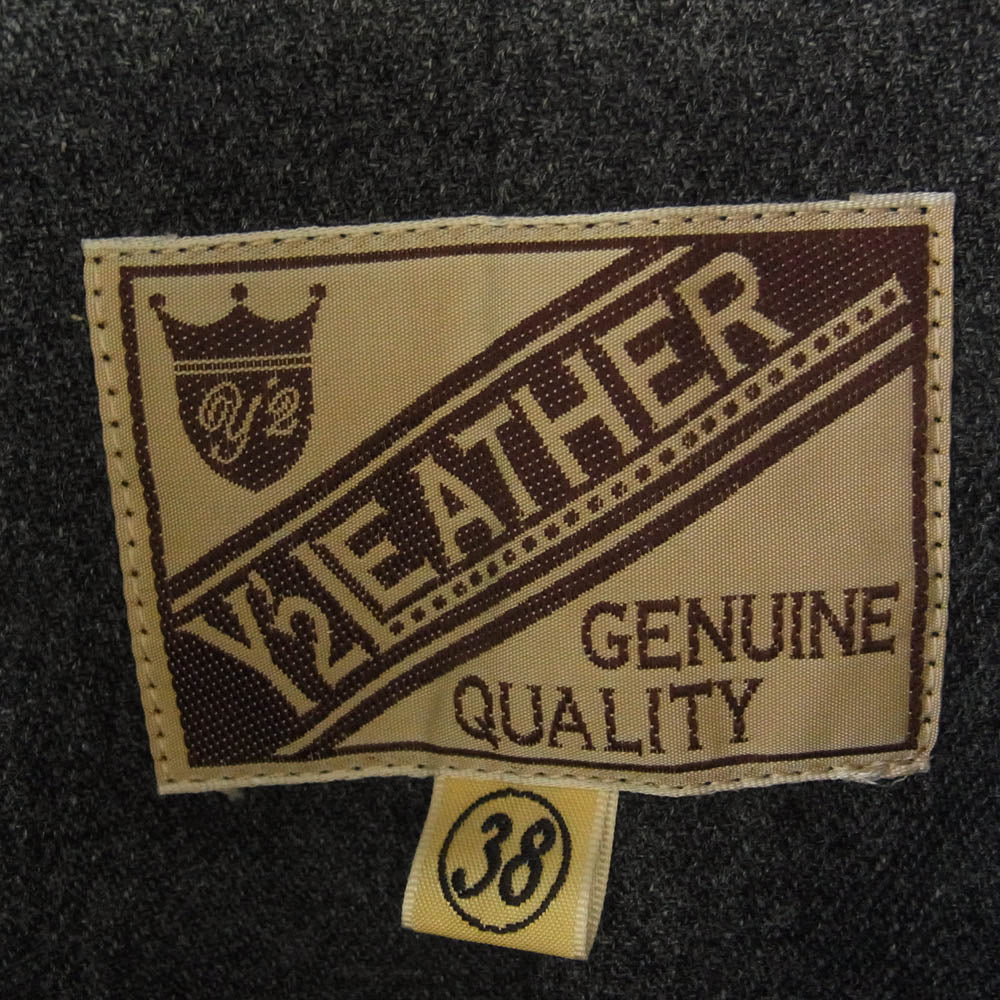 Y'2
Y'2 LEATHER
GENUINE
QUALITY
38